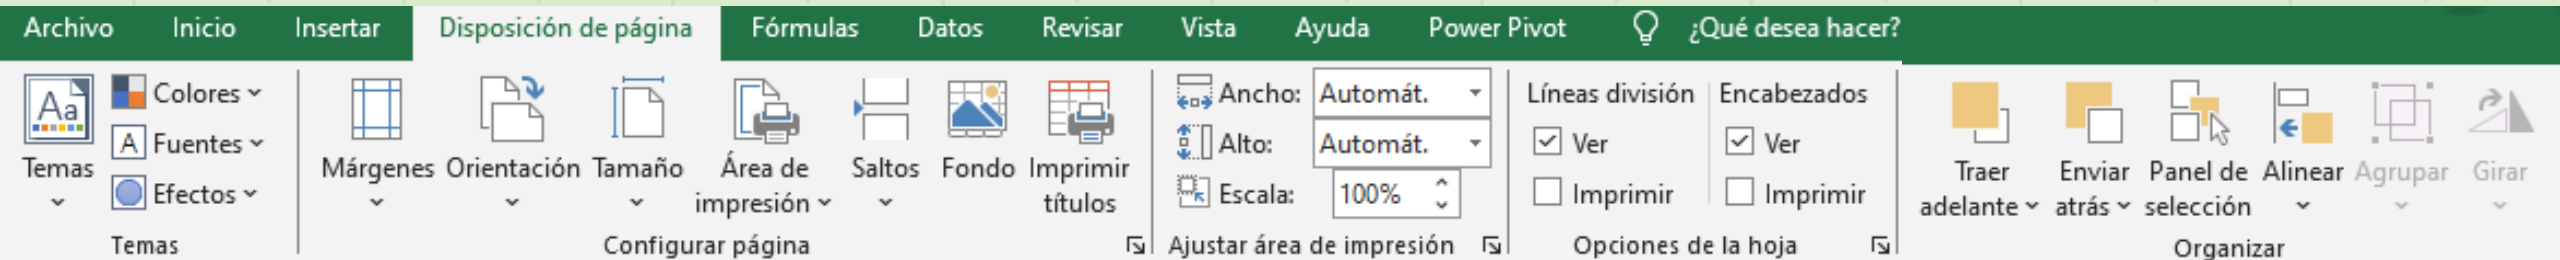 Archivo Inicio Insertar Disposición de página Fórmulas Datos Revisar Vista Ayuda Power Pivot ¿Qué desea hacer?
Aa
Temas
Colores
A Fuentes
Efectos
Temas
Márgenes
Orientación
Tamaño
Área de
impresión
Saltos
Fondo
Imprimir
títulos
Configurar página
Ancho: Automát.
Alto: Automát.
Escala: 100%
Ajustar área de impresión
Líneas división
Ver
Imprimir
Encabezados
Ver
Imprimir
Opciones de la hoja
Traer
adelante
Enviar
atrás
Panel de
selección
Alinear
Agrupar
Girar
Organizar